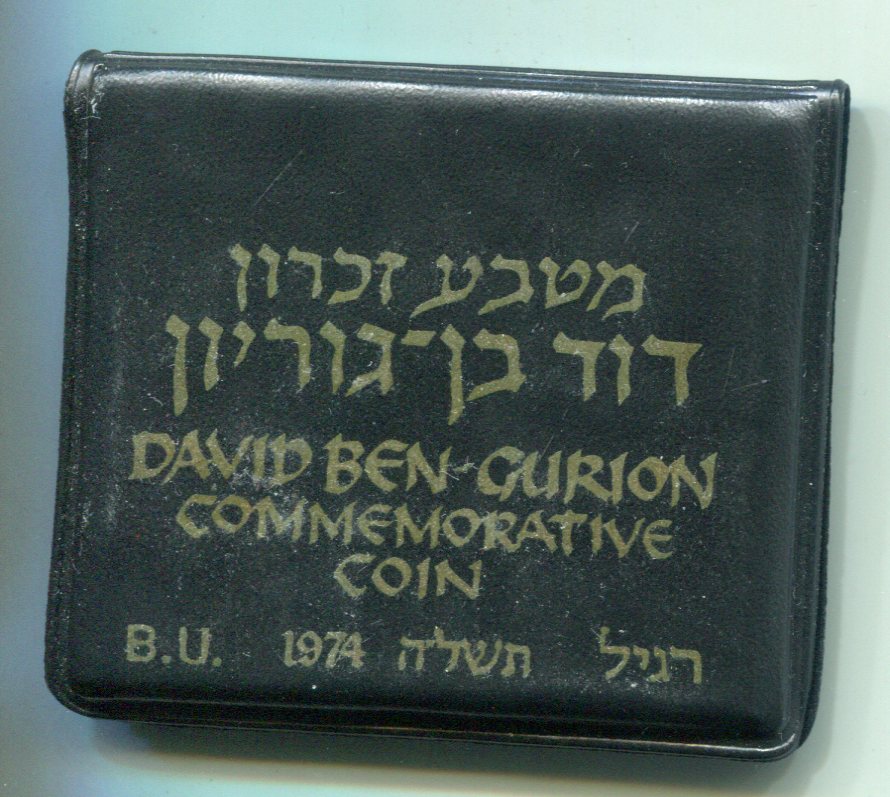 מטבע זכרון
דוד בן־גוריון
DAVID BEN-GURION
COMMEMORATIVE
COIN
B.U. 1974 תשל'ה רגיל